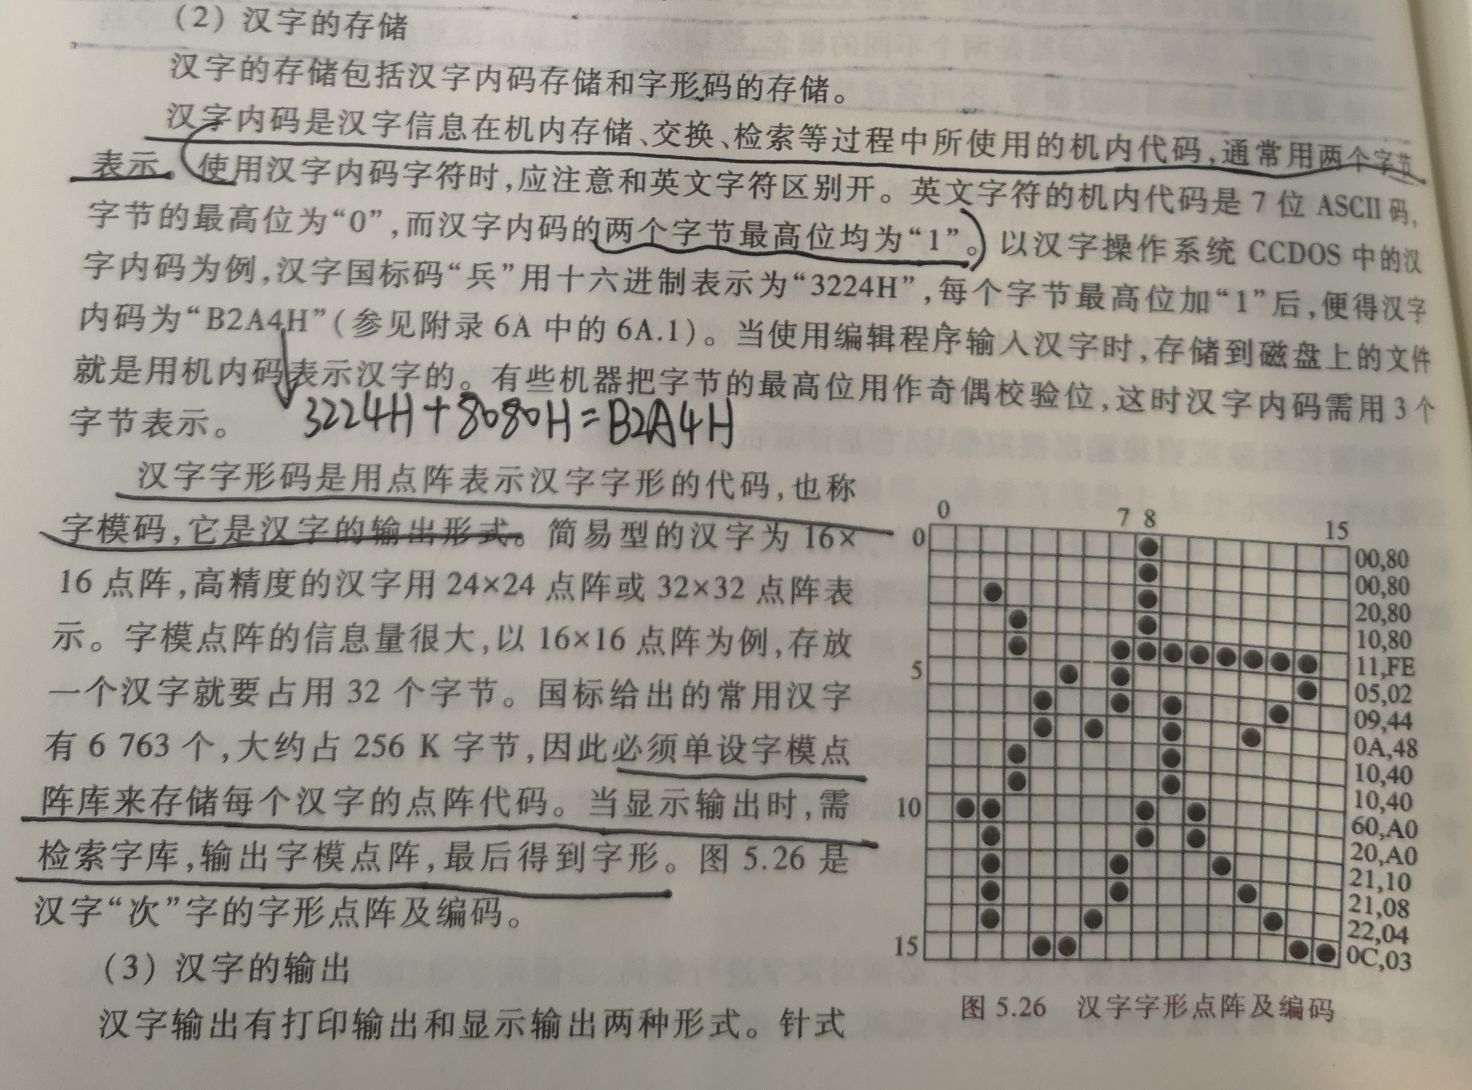 (2) 汉字的存储
汉字的存储包括汉字内码存储和字形码的存储。
汉字内码是汉字信息在机内存储、交换、检索等过程中所使用的机内代码,通常用两个字节
表示。使用汉字内码字符时,应注意和英文字符区别开。英文字符的机内代码是 7 位 ASCII 码,
字节的最高位为“0”,而汉字内码的两个字节最高位均为“1”。以汉字操作系统 CCDOS 中的汉
字内码为例,汉字国标码“兵”用十六进制表示为“3224H”,每个字节最高位加“1”后,便得汉字
内码为“B2A4H”(参见附录 6A 中的 6A.1)。当使用编辑程序输入汉字时,存储到磁盘上的文件
就是用机内码表示汉字的。有些机器把字节的最高位用作奇偶校验位,这时汉字内码需用 3 个
字节表示。
3224H+8080H=B2A4H
汉字字形码是用点阵表示汉字字形的代码,也称
字模码,它是汉字的输出形式。简易型的汉字为 16×
16 点阵,高精度的汉字用 24×24 点阵或 32×32 点阵表
示。字模点阵的信息量很大,以 16×16 点阵为例,存放
一个汉字就要占用 32 个字节。国标给出的常用汉字
有 6 763 个,大约占 256 K 字节,因此必须单设字模点
阵库来存储每个汉字的点阵代码。当显示输出时,需
检索字库,输出字模点阵,最后得到字形。图 5.26 是
汉字“次”字的字形点阵及编码。
(3) 汉字的输出
汉字输出有打印输出和显示输出两种形式。针式
0 7 8 15
0 00,80
00,80
20,80
10,80
11,FE
5 05,02
09,44
0A,48
10,40
10,40
10 60,A0
20,A0
21,10
21,08
22,04
15 0C,03
图 5.26 汉字字形点阵及编码